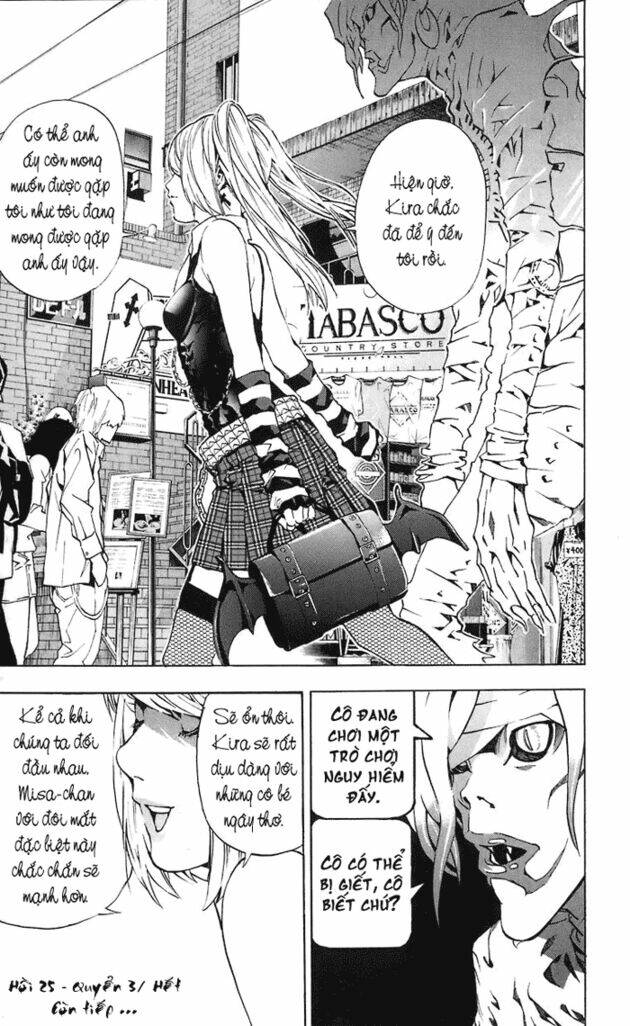 Hiện giờ,
Kira chắc
đã để ý đến
tôi rồi.
Có thể anh
ấy còn mong
muốn được gặp
tôi như tôi đang
mong được gặp
anh ấy vậy.
ABASCO
COUNTRY STORE
¥400
CÔ ĐANG
CHƠI MỘT
TRÒ CHƠI
NGUY HIỂM
ĐẤY.
CÔ CÓ THỂ
BỊ GIẾT, CÔ
BIẾT CHỨ?
Sẽ ổn thôi.
Kira sẽ rất
dịu dàng với
những cô bé
ngây thơ.
Kể cả khi
chúng ta đối
đầu nhau,
Misa-chan
với đôi mắt
đặc biệt này
chắc chắn sẽ
mạnh hơn.
Hồi 25 - Quyển 3/ Hết
Còn tiếp ...